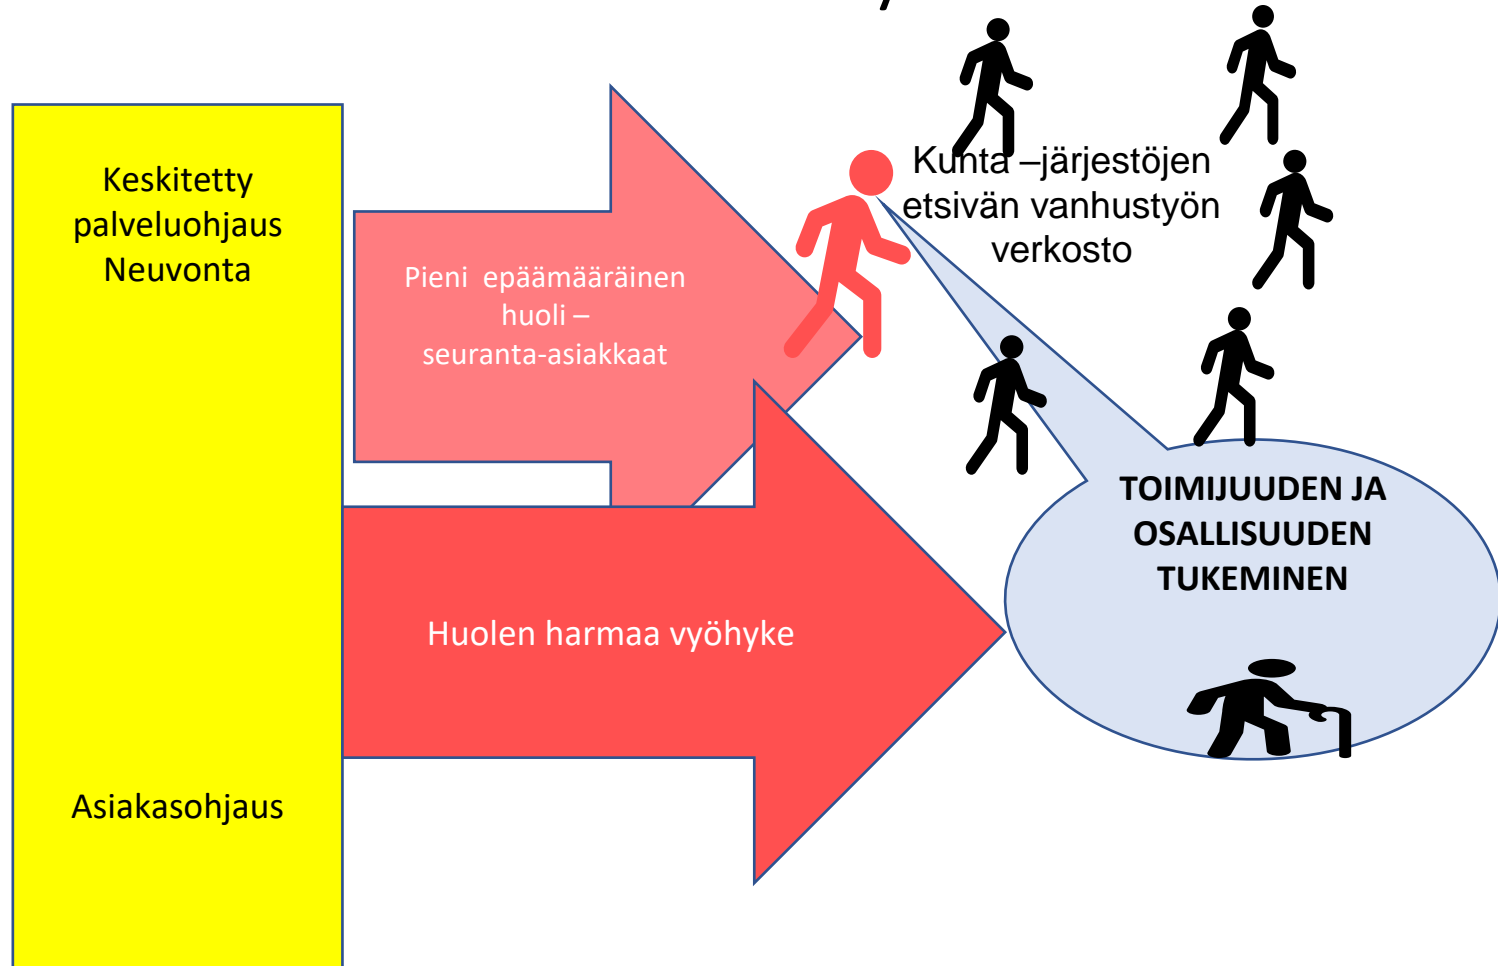 Keskitetty
palveluohjaus
Neuvonta
Asiakasohjaus
Pieni epäämääräinen
huoli –
seuranta-asiakkaat
Huolen harmaa vyöhyke
Kunta –järjestöjen
etsivän vanhustyön
verkosto
TOIMIJUUDEN JA
OSALLISUUDEN
TUKEMINEN